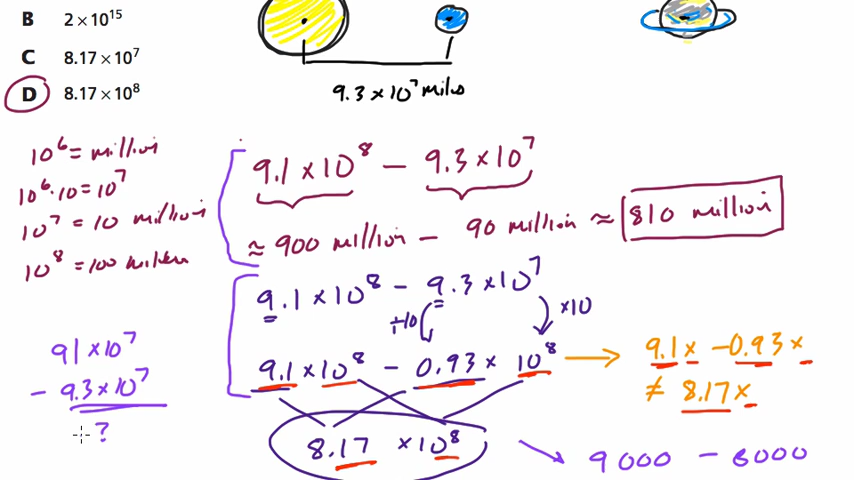 B 2 × 10^15
C 8.17 × 10^7
D 8.17 × 10^8
9.3 × 10^7 miles
10^6 = million
10^6 · 10 = 10^7
10^7 = 10 million
10^8 = 100 million
9.1 × 10^8 − 9.3 × 10^7
≈ 900 million − 90 million ≈ 810 million
9.1 × 10^8 − 9.3 × 10^7
÷10 ×10
9.1 × 10^8 − 0.93 × 10^8
8.17 × 10^8
9.1x − 0.93x
≠ 8.17x
91 × 10^7
− 9.3 × 10^7
?
9000 − 8000